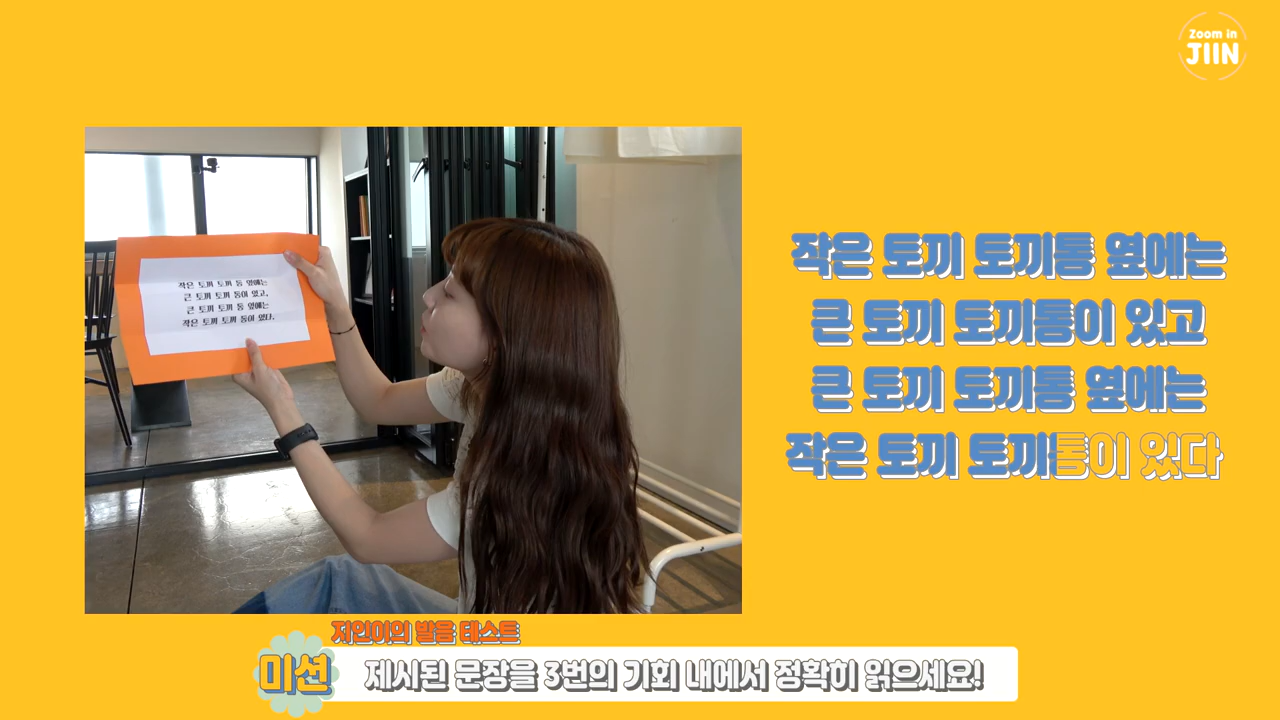 Zoom in
JIIN
작은 토끼 토끼 통 옆에는
큰 토끼 토끼 통이 있고,
큰 토끼 토끼 통 옆에는
작은 토끼 토끼 통이 있다.
작은 토끼 토끼통 옆에는
큰 토끼 토끼통이 있고
큰 토끼 토끼통 옆에는
작은 토끼 토끼통이 있다
지인이의 발음 테스트
미션
제시된 문장을 3번의 기회 내에서 정확히 읽으세요!